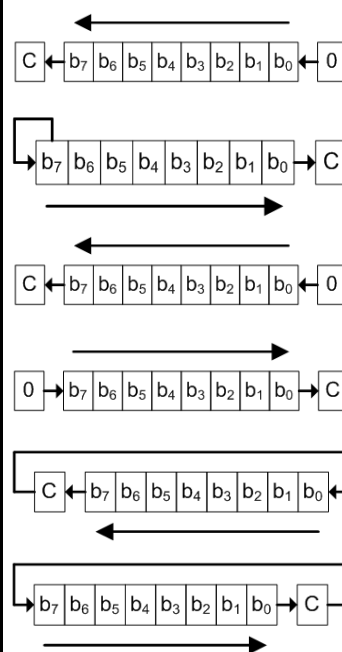 C b₇ b₆ b₅ b₄ b₃ b₂ b₁ b₀ 0
b₇ b₆ b₅ b₄ b₃ b₂ b₁ b₀ C
C b₇ b₆ b₅ b₄ b₃ b₂ b₁ b₀ 0
0 b₇ b₆ b₅ b₄ b₃ b₂ b₁ b₀ C
C b₇ b₆ b₅ b₄ b₃ b₂ b₁ b₀
b₇ b₆ b₅ b₄ b₃ b₂ b₁ b₀ C